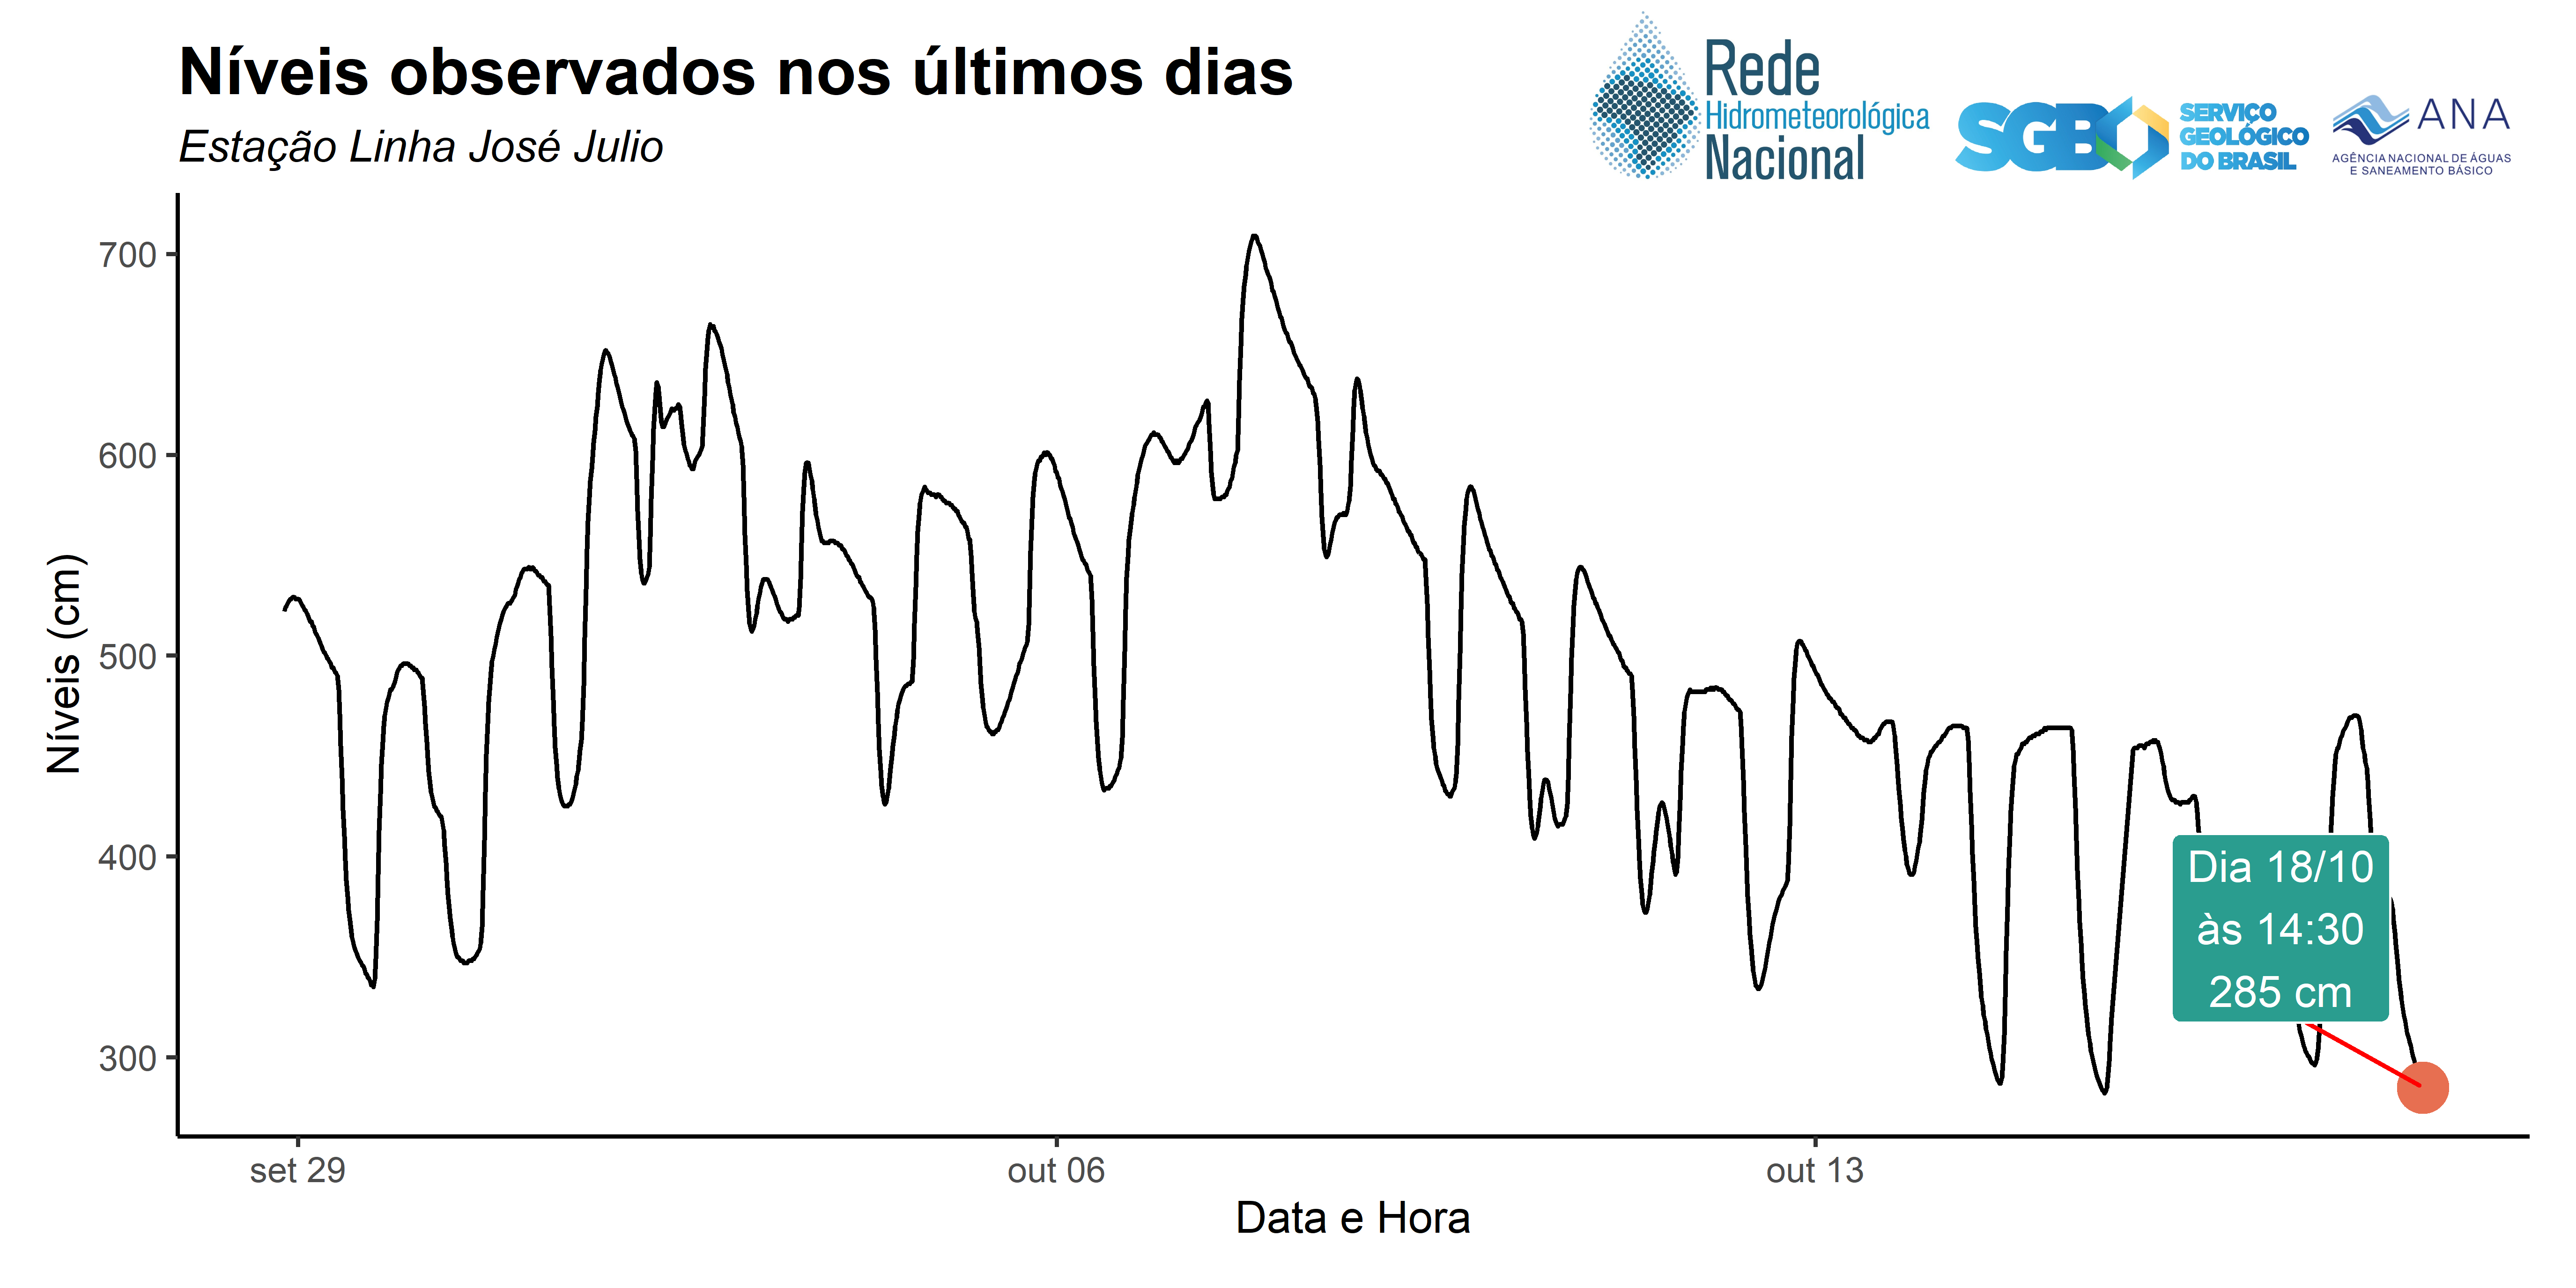 Níveis observados nos últimos dias
Estação Linha José Julio
Rede
Hidrometeorológica
Nacional
SGB
SERVIÇO
GEOLÓGICO
DO BRASIL
ANA
AGÊNCIA NACIONAL DE ÁGUAS
E SANEAMENTO BÁSICO
Níveis (cm)
700
600
500
400
300
Dia 18/10
às 14:30
285 cm
set 29
out 06
out 13
Data e Hora